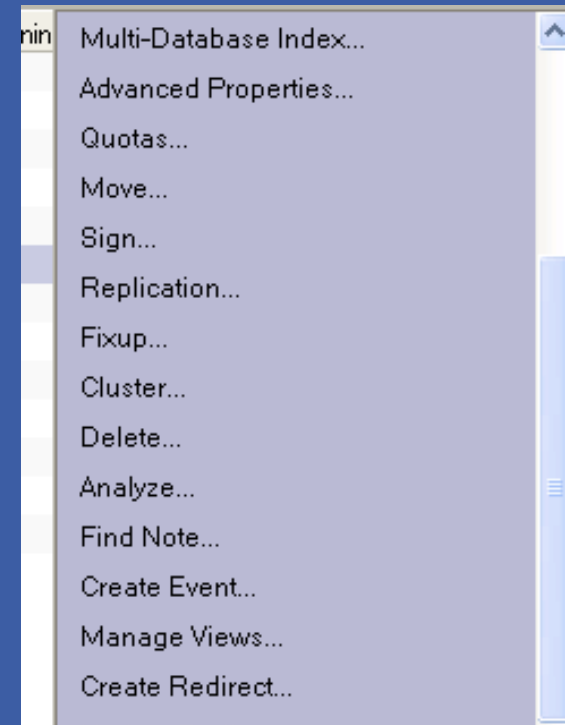 nin
Multi-Database Index...
Advanced Properties...
Quotas...
Move...
Sign...
Replication...
Fixup...
Cluster...
Delete...
Analyze...
Find Note...
Create Event...
Manage Views...
Create Redirect...